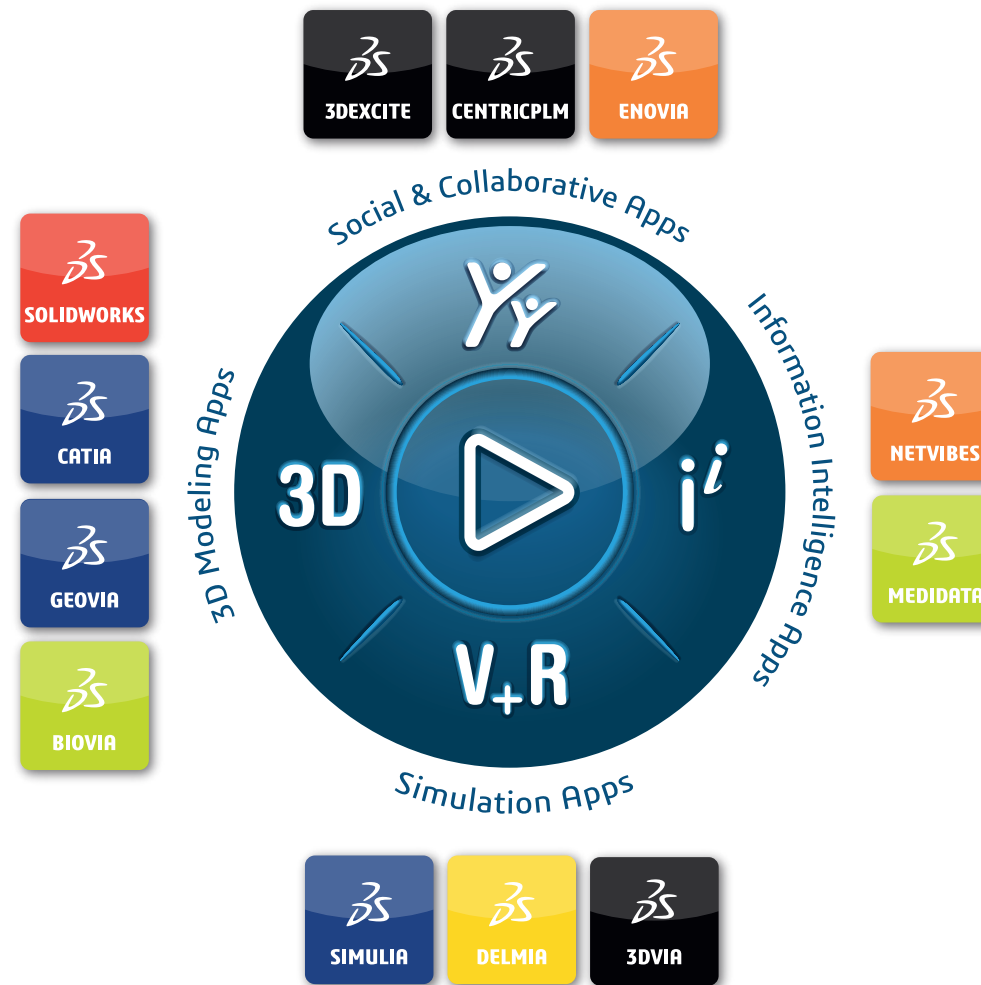 3DEXCITE
CENTRICPLM
ENOVIA
Social & Collaborative Apps
SOLIDWORKS
CATIA
GEOVIA
BIOVIA
3D Modeling Apps
3D
i i
V+R
Information Intelligence Apps
NETVIBES
MEDIDATA
Simulation Apps
SIMULIA
DELMIA
3DVIA